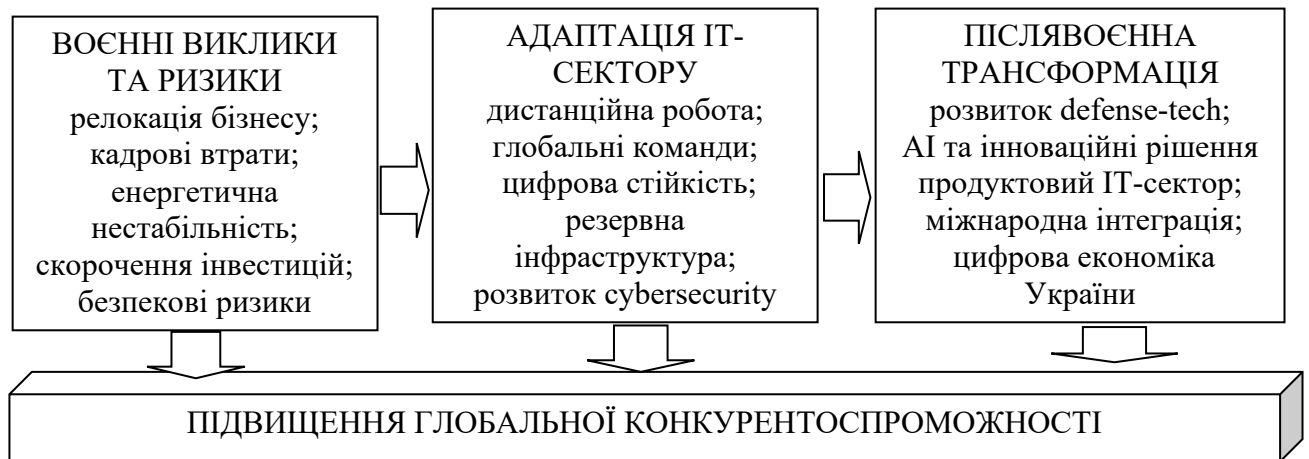 ВОЄННІ ВИКЛИКИ
ТА РИЗИКИ
релокація бізнесу;
кадрові втрати;
енергетична
нестабільність;
скорочення інвестицій;
безпекові ризики
АДАПТАЦІЯ ІТ-
СЕКТОРУ
дистанційна робота;
глобальні команди;
цифрова стійкість;
резервна
інфраструктура;
розвиток cybersecurity
ПІСЛЯВОЄННА
ТРАНСФОРМАЦІЯ
розвиток defense-tech;
AI та інноваційні рішення
продуктовий ІТ-сектор;
міжнародна інтеграція;
цифрова економіка
України
ПІДВИЩЕННЯ ГЛОБАЛЬНОЇ КОНКУРЕНТОСПРОМОЖНОСТІ